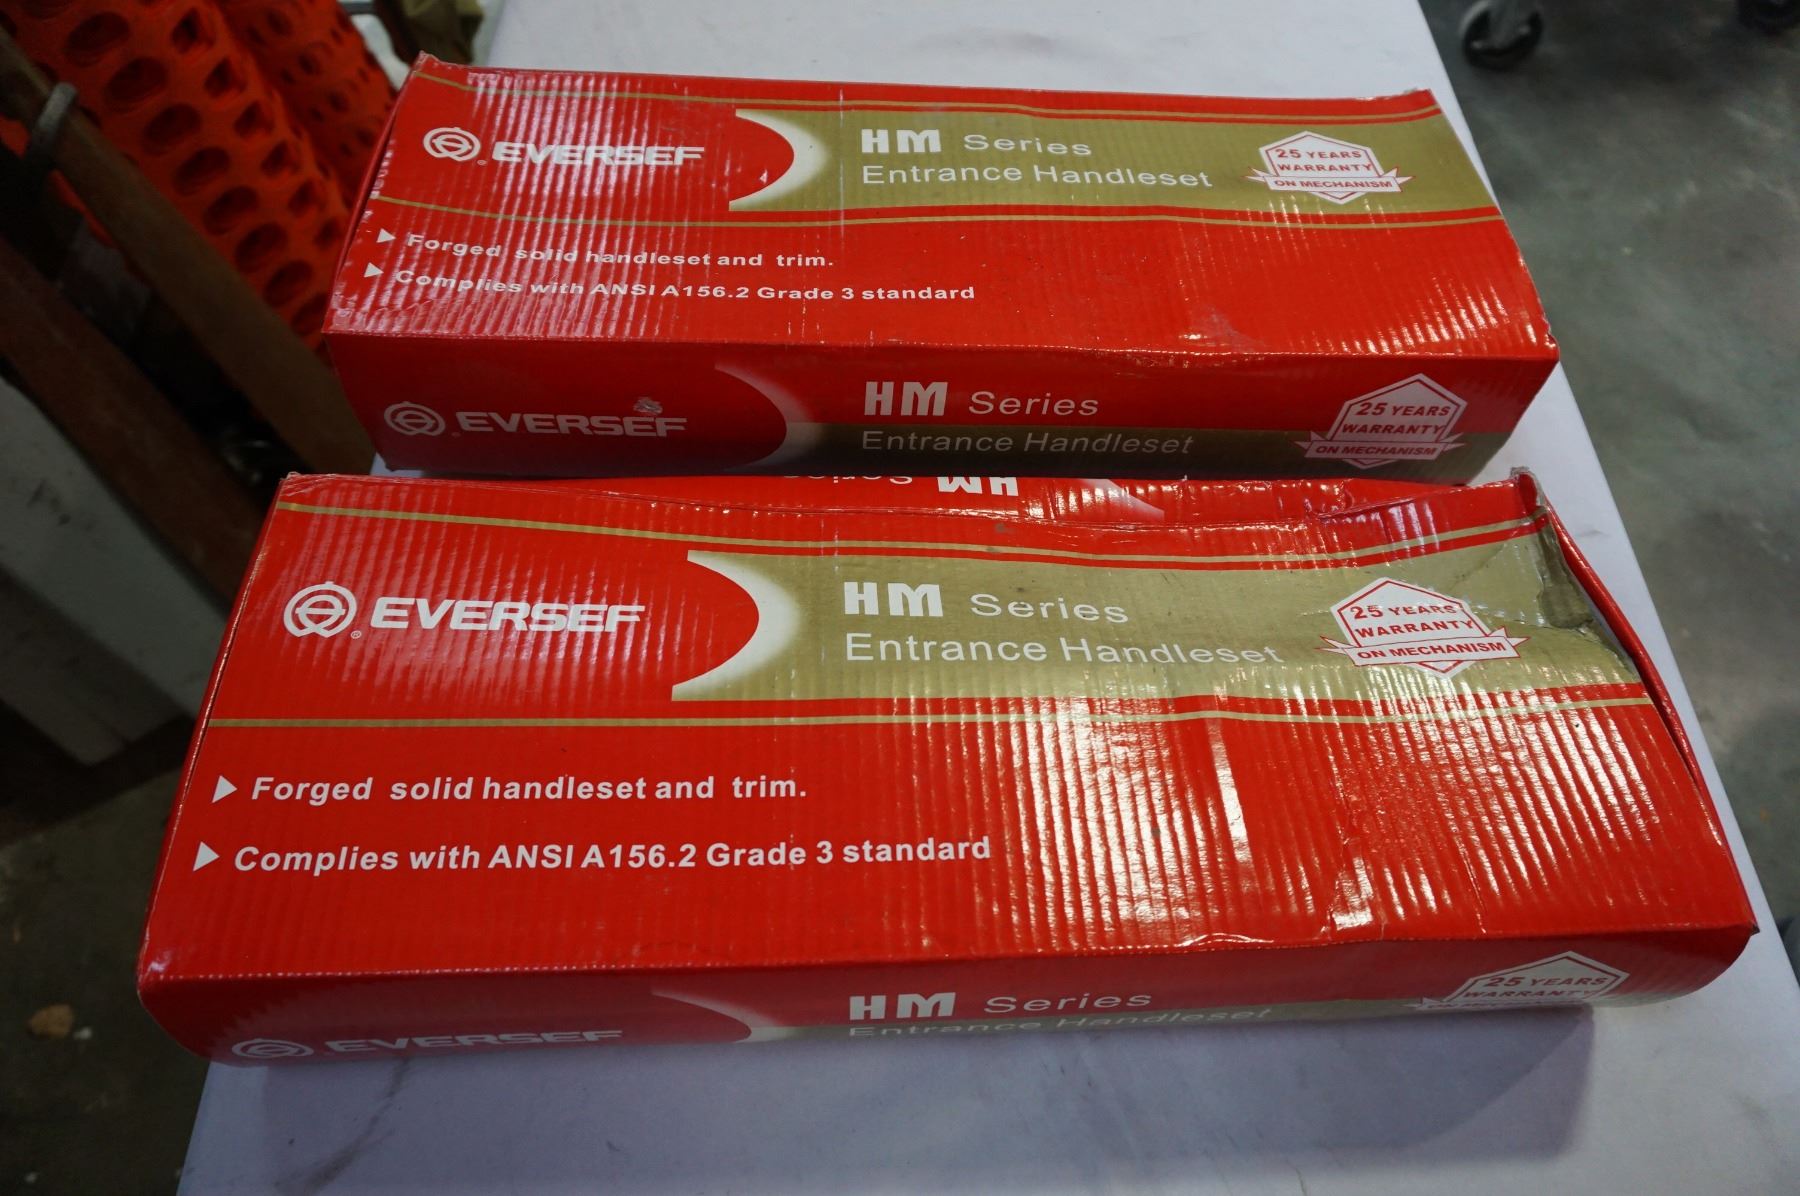 EVERSEF
HM Series
Entrance Handleset
25 YEARS
WARRANTY
ON MECHANISM
Forged solid handleset and trim.
Complies with ANSI A156.2 Grade 3 standard
EVERSEF
HM Series
Entrance Handleset
25 YEARS
WARRANTY
ON MECHANISM
HM Series
EVERSEF
HM Series
Entrance Handleset
25 YEARS
WARRANTY
ON MECHANISM
Forged solid handleset and trim.
Complies with ANSI A156.2 Grade 3 standard
EVERSEF
HM Series
Entrance Handleset
25 YEARS
WARRANTY